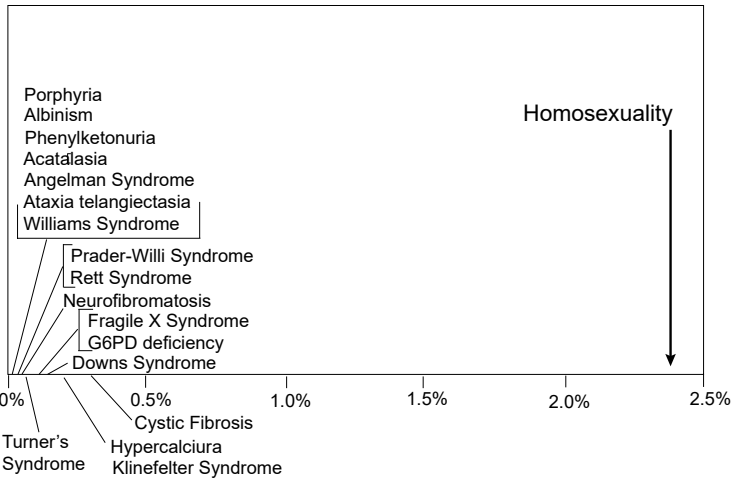 Porphyria
Albinism
Homosexuality
Phenylketonuria
Acatalasia
Angelman Syndrome
Ataxia telangiectasia
Williams Syndrome
Prader-Willi Syndrome
Rett Syndrome
Neurofibromatosis
Fragile X Syndrome
G6PD deficiency
Downs Syndrome
0% 0.5% 1.0% 1.5% 2.0% 2.5%
Cystic Fibrosis
Turner's
Syndrome
Hypercalciura
Klinefelter Syndrome